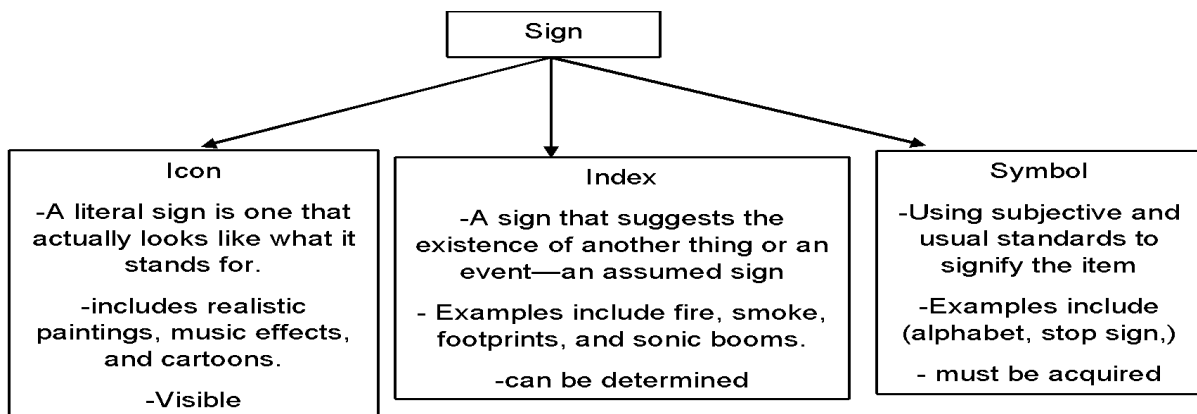 Sign
Icon
-A literal sign is one that
actually looks like what it
stands for.
-includes realistic
paintings, music effects,
and cartoons.
-Visible
Index
-A sign that suggests the
existence of another thing or an
event—an assumed sign
- Examples include fire, smoke,
footprints, and sonic booms.
-can be determined
Symbol
-Using subjective and
usual standards to
signify the item
-Examples include
(alphabet, stop sign,)
- must be acquired